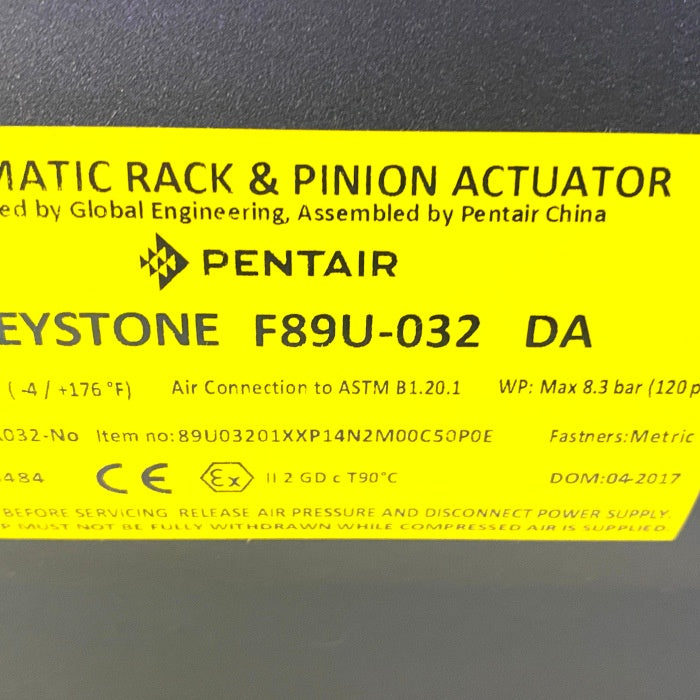 MATIC RACK & PINION ACTUATOR
ed by Global Engineering, Assembled by Pentair China
PENTAIR
EYSTONE F89U-032 DA
( -4 / +176 °F) Air Connection to ASTM B1.20.1 WP: Max 8.3 bar (120 p
032-No Item no:89U03201XXP14N2M00C50P0E Fastners:Metric
484 CE Ex II 2 GD c T90°C DOM:04-2017
BEFORE SERVICING RELEASE AIR PRESSURE AND DISCONNECT POWER SUPPLY.
P MUST NOT BE FULLY WITHDRAWN WHILE COMPRESSED AIR IS SUPPLIED.